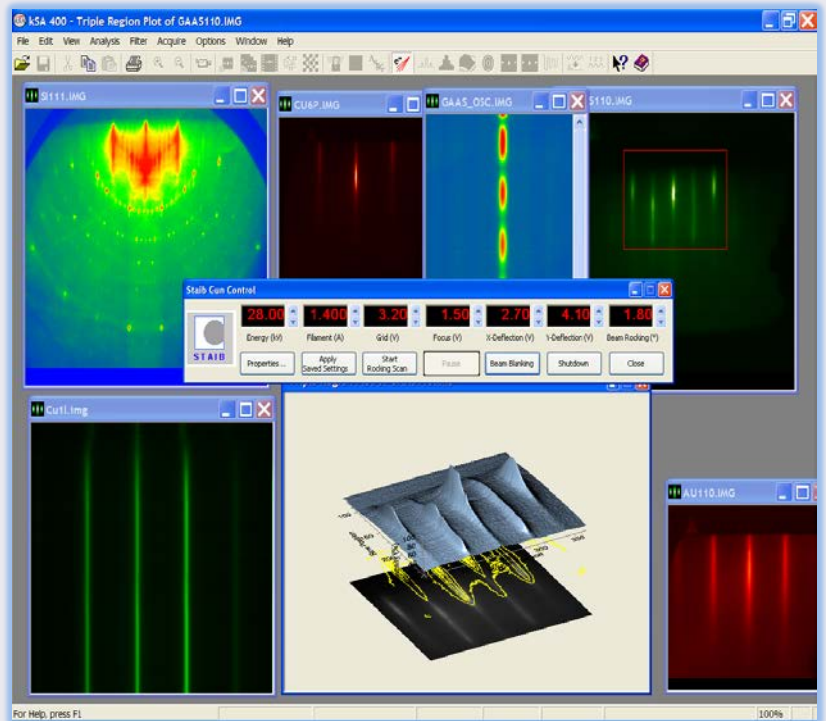 kSA 400 - Triple Region Plot of GAAS110.IMG
File Edit View Analysis Filter Acquire Options Window Help
SI111.IMG
CU6P.IMG
GAAS_OSC.IMG
S110.IMG
Staib Gun Control
28.00 1.400 3.20 1.50 2.70 4.10 1.80
Energy (kV) Filament (A) Grid (V) Focus (V) X-Deflection (V) Y-Deflection (V) Beam Rocking (°)
STAIB
Properties ... Apply Saved Settings Start Rocking Scan Pause Beam Blanking Shutdown Close
Cu1l.img
AU110.IMG
For Help, press F1
100%